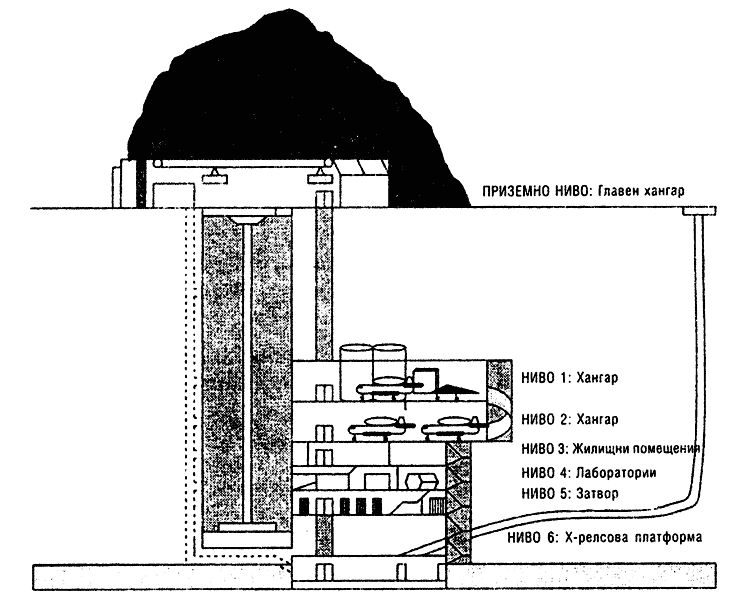 ПРИЗЕМНО НИВО: Главен хангар
НИВО 1: Хангар
НИВО 2: Хангар
НИВО 3: Жилищни помещения
НИВО 4: Лаборатории
НИВО 5: Затвор
НИВО 6: Х-релсова платформа